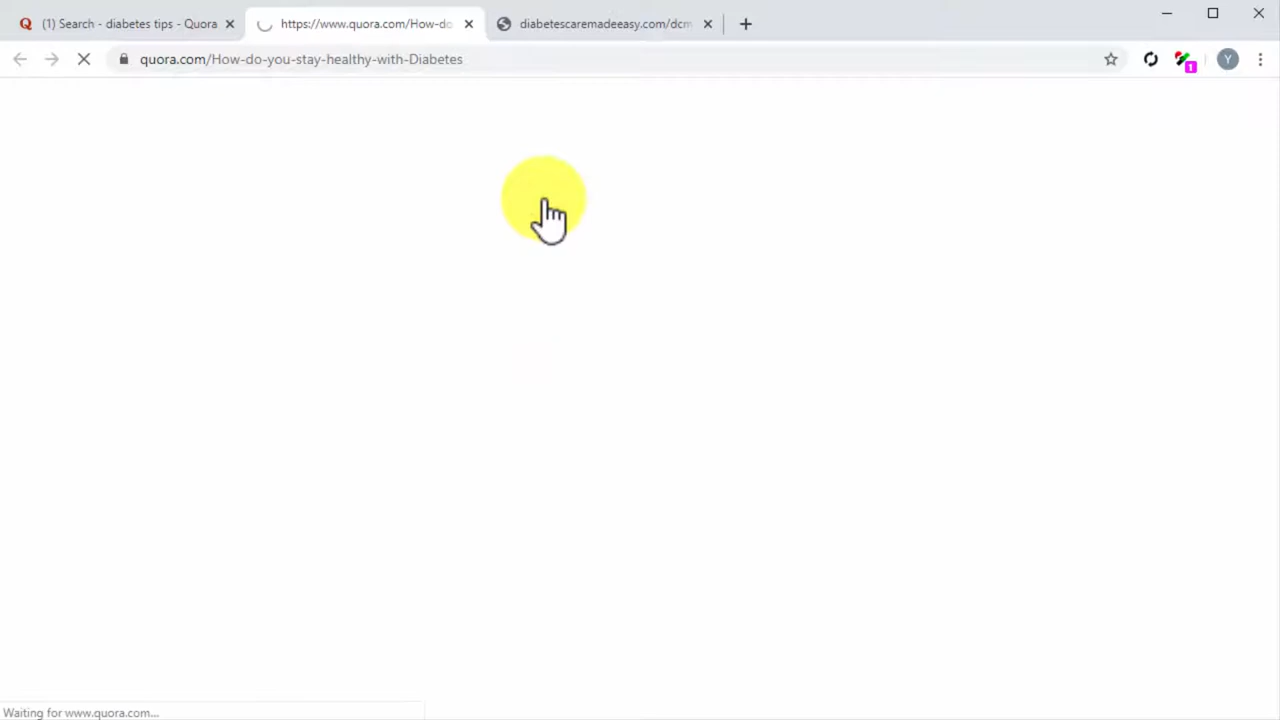 (1) Search - diabetes tips - Quora
https://www.quora.com/How-do
diabetescaremadeeasy.com/dcm
quora.com/How-do-you-stay-healthy-with-Diabetes
1
Y
Waiting for www.quora.com...